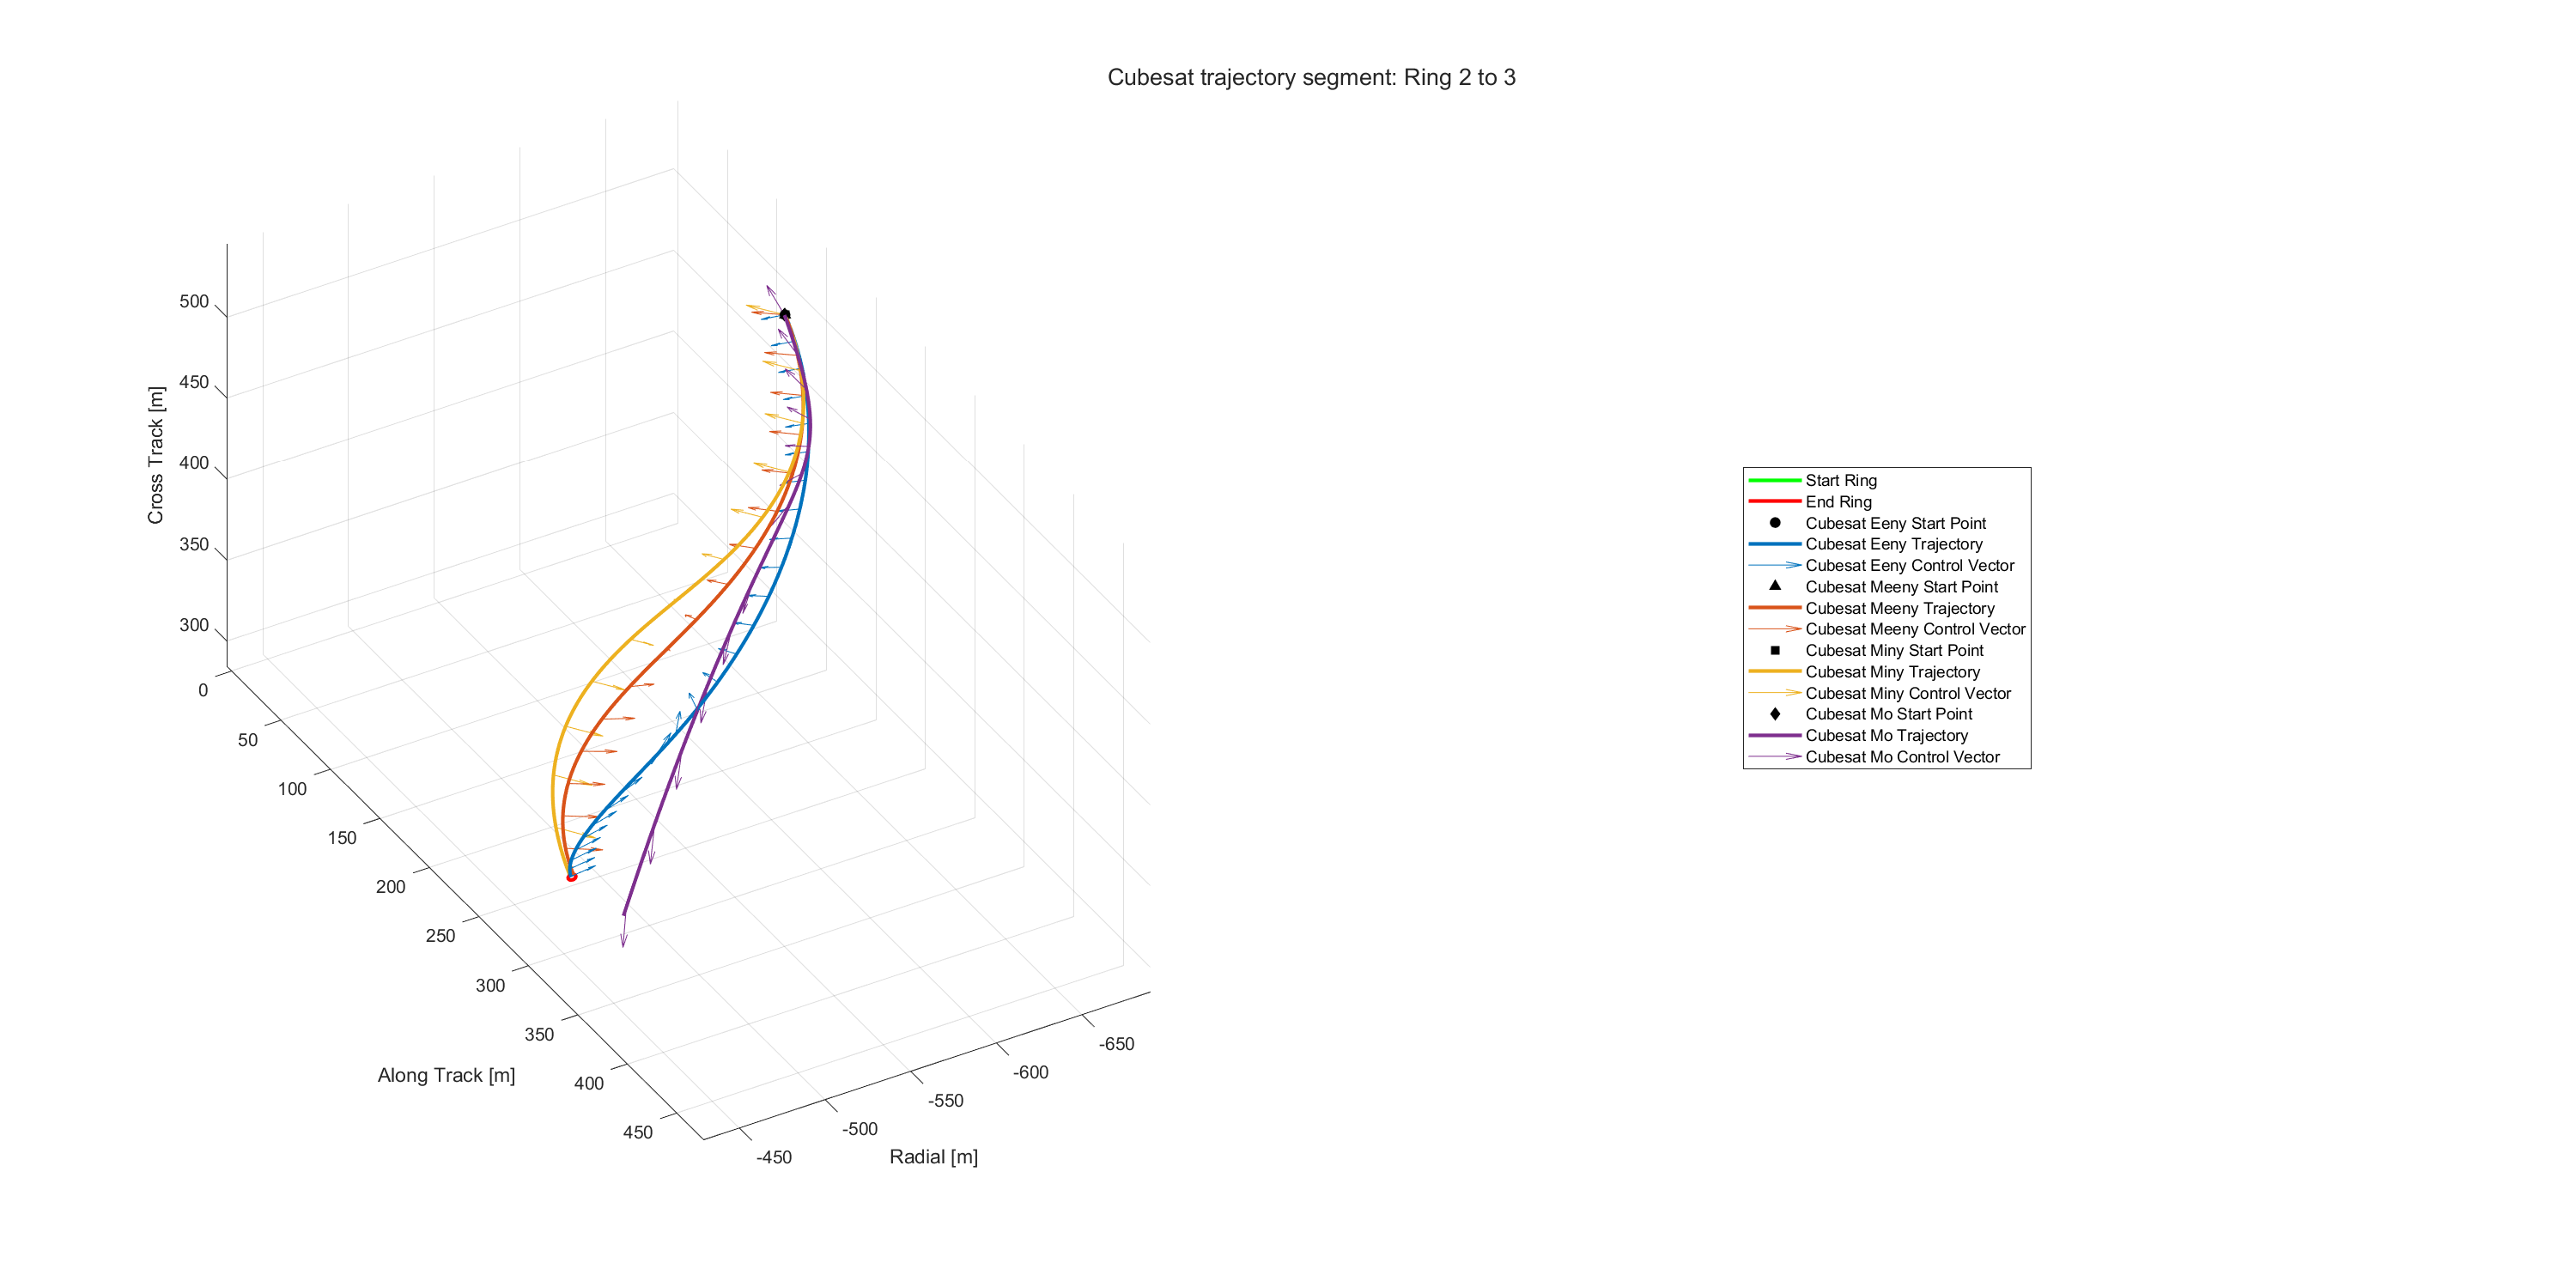 Cubesat trajectory segment: Ring 2 to 3
500
450
400
350
300
Cross Track [m]
0
50
100
150
200
250
300
350
400
450
Along Track [m]
-450
-500
-550
-600
-650
Radial [m]
Start Ring
End Ring
Cubesat Eeny Start Point
Cubesat Eeny Trajectory
Cubesat Eeny Control Vector
Cubesat Meeny Start Point
Cubesat Meeny Trajectory
Cubesat Meeny Control Vector
Cubesat Miny Start Point
Cubesat Miny Trajectory
Cubesat Miny Control Vector
Cubesat Mo Start Point
Cubesat Mo Trajectory
Cubesat Mo Control Vector